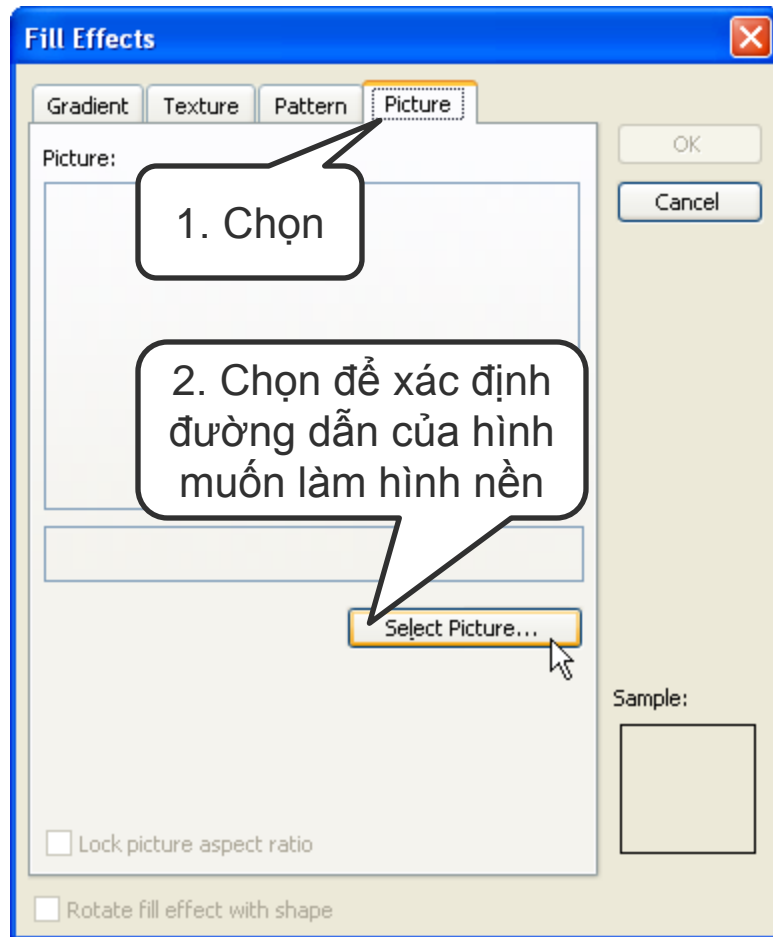 Fill Effects
Gradient Texture Pattern Picture
Picture:
OK
Cancel
1. Chọn
2. Chọn để xác định
đường dẫn của hình
muốn làm hình nền
Select Picture...
Sample:
Lock picture aspect ratio
Rotate fill effect with shape